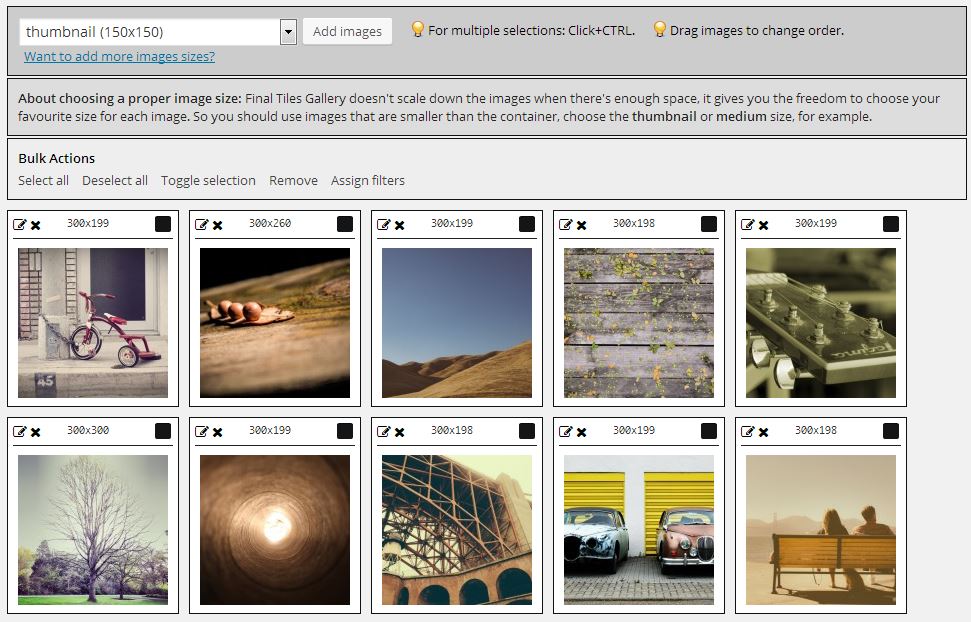 thumbnail (150x150)
Add images
For multiple selections: Click+CTRL.
Drag images to change order.
Want to add more images sizes?
About choosing a proper image size: Final Tiles Gallery doesn't scale down the images when there's enough space, it gives you the freedom to choose your
favourite size for each image. So you should use images that are smaller than the container, choose the thumbnail or medium size, for example.
Bulk Actions
Select all Deselect all Toggle selection Remove Assign filters
300x199 300x260 300x199 300x198 300x199
45
300x300 300x199 300x198 300x199 300x198